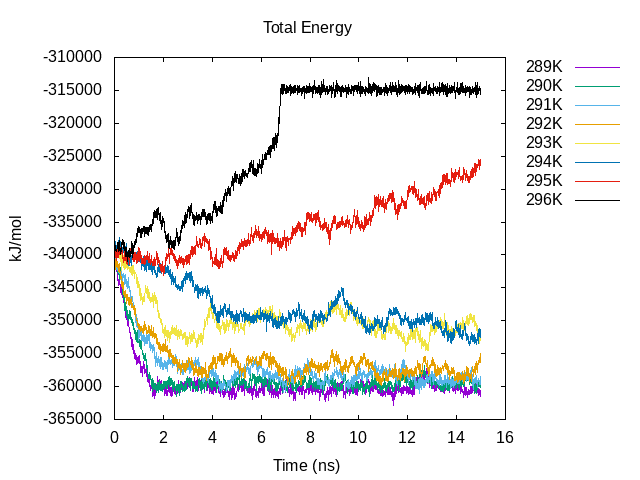 Total Energy
-310000
-315000
-320000
-325000
-330000
-335000
-340000
-345000
-350000
-355000
-360000
-365000
kJ/mol
0 2 4 6 8 10 12 14 16
Time (ns)
289K
290K
291K
292K
293K
294K
295K
296K